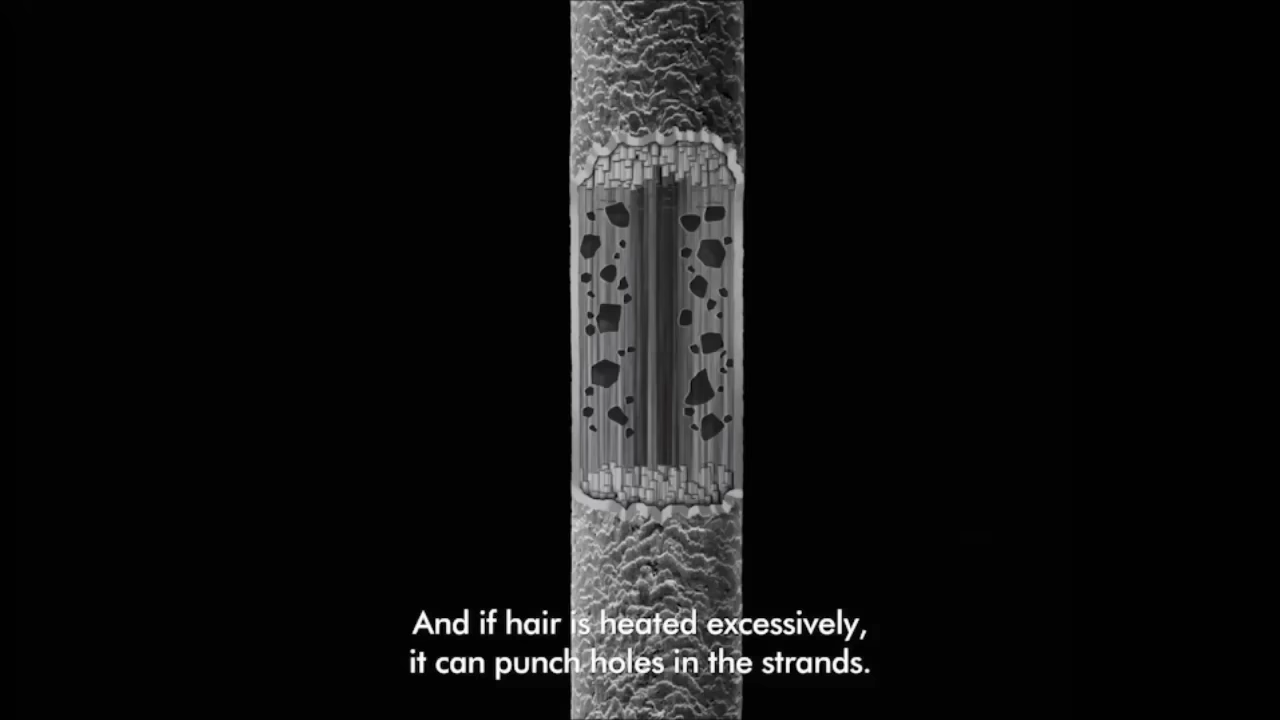 And if hair is heated excessively,
it can punch holes in the strands.